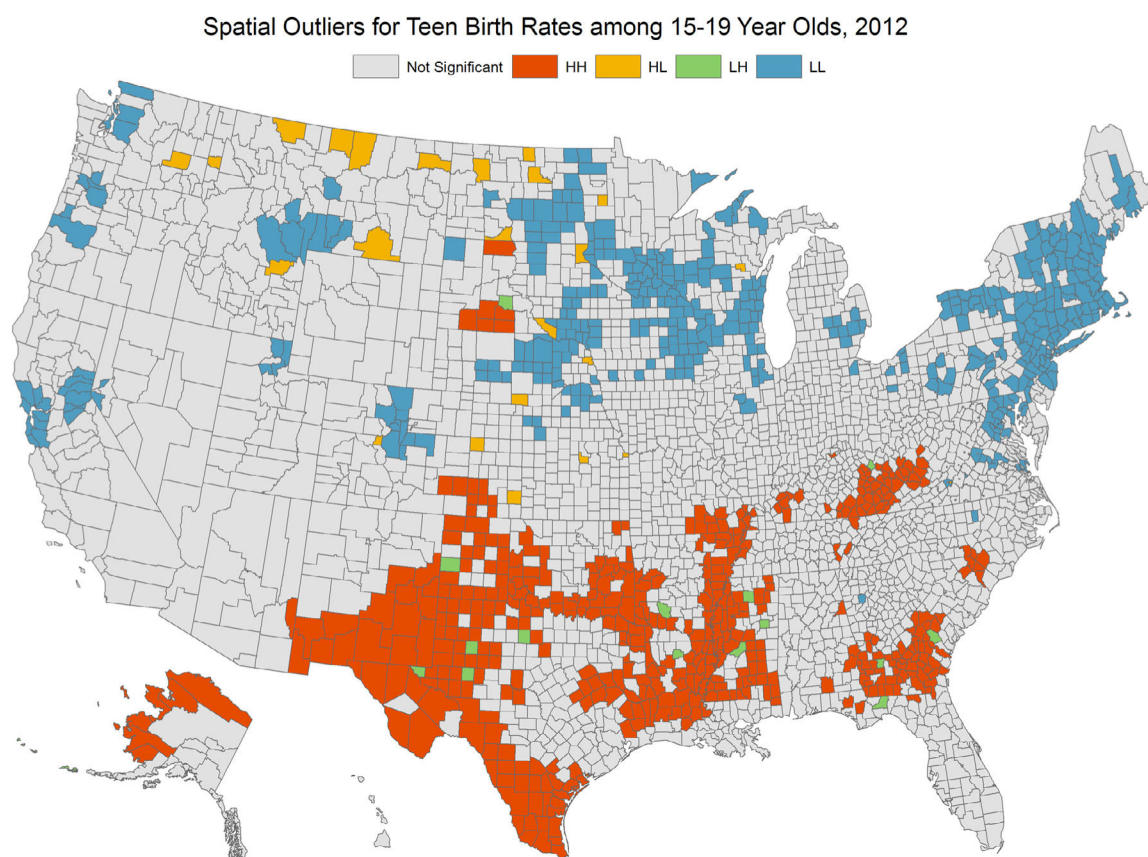 Spatial Outliers for Teen Birth Rates among 15-19 Year Olds, 2012
Not Significant HH HL LH LL